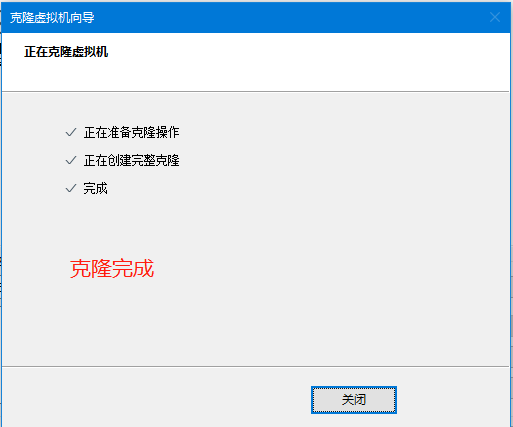 克隆虚拟机向导
正在克隆虚拟机
正在准备克隆操作
正在创建完整克隆
完成
克隆完成
关闭